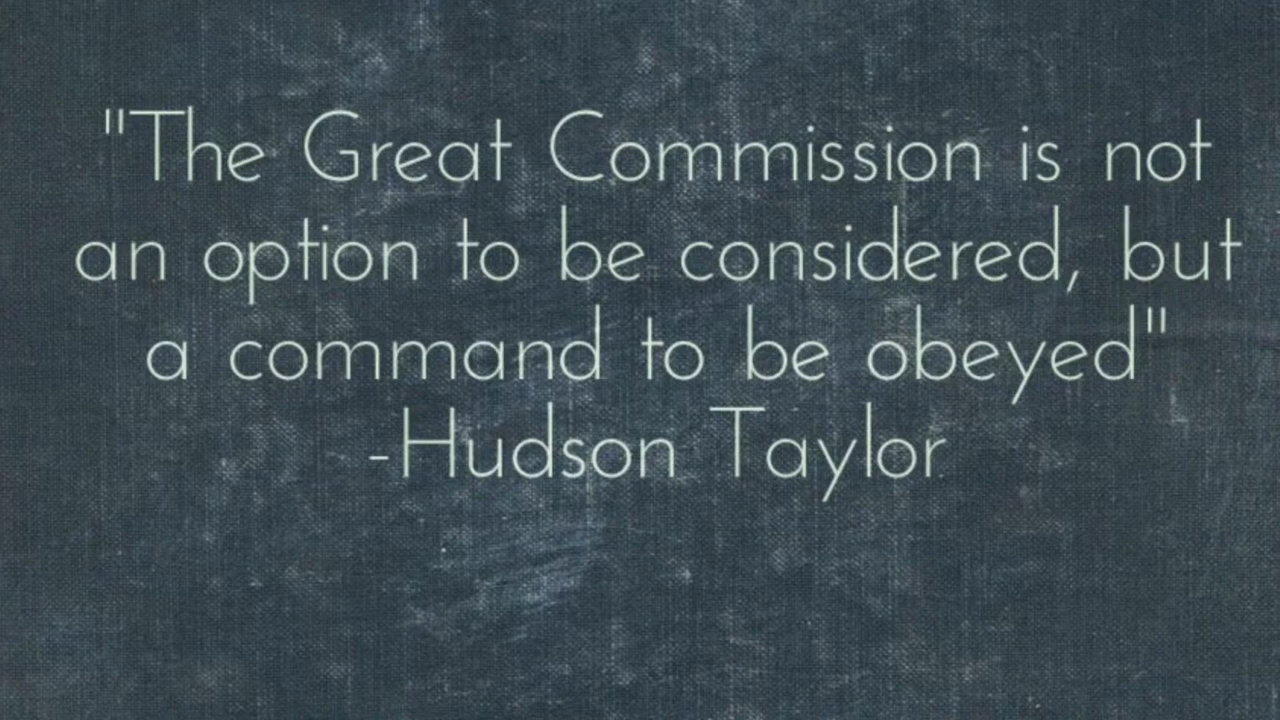 "The Great Commission is not
an option to be considered, but
a command to be obeyed"
-Hudson Taylor